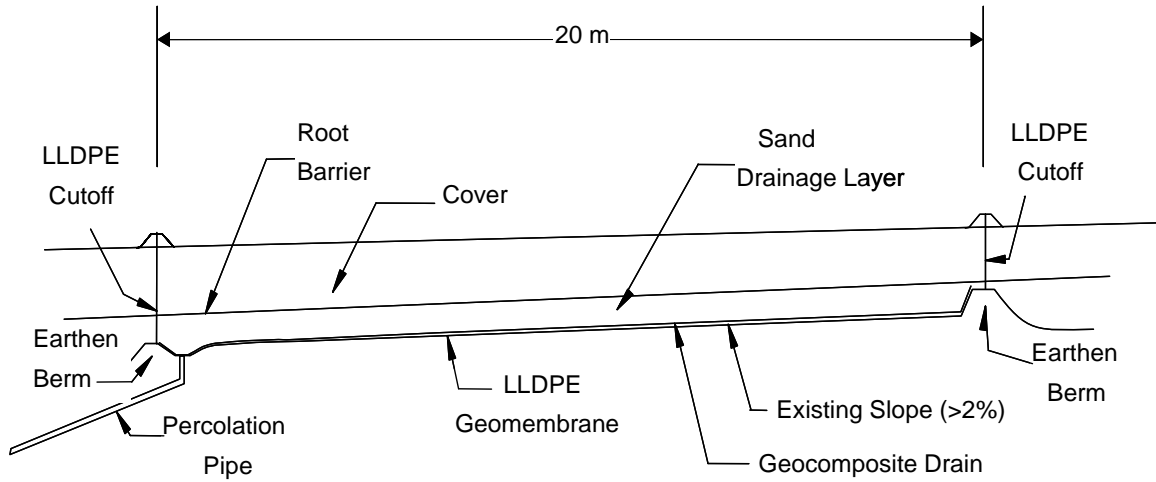 20 m
LLDPE
Cutoff
Root
Barrier
Cover
Sand
Drainage Layer
LLDPE
Cutoff
Earthen
Berm
Percolation
Pipe
LLDPE
Geomembrane
Existing Slope (>2%)
Geocomposite Drain
Earthen
Berm